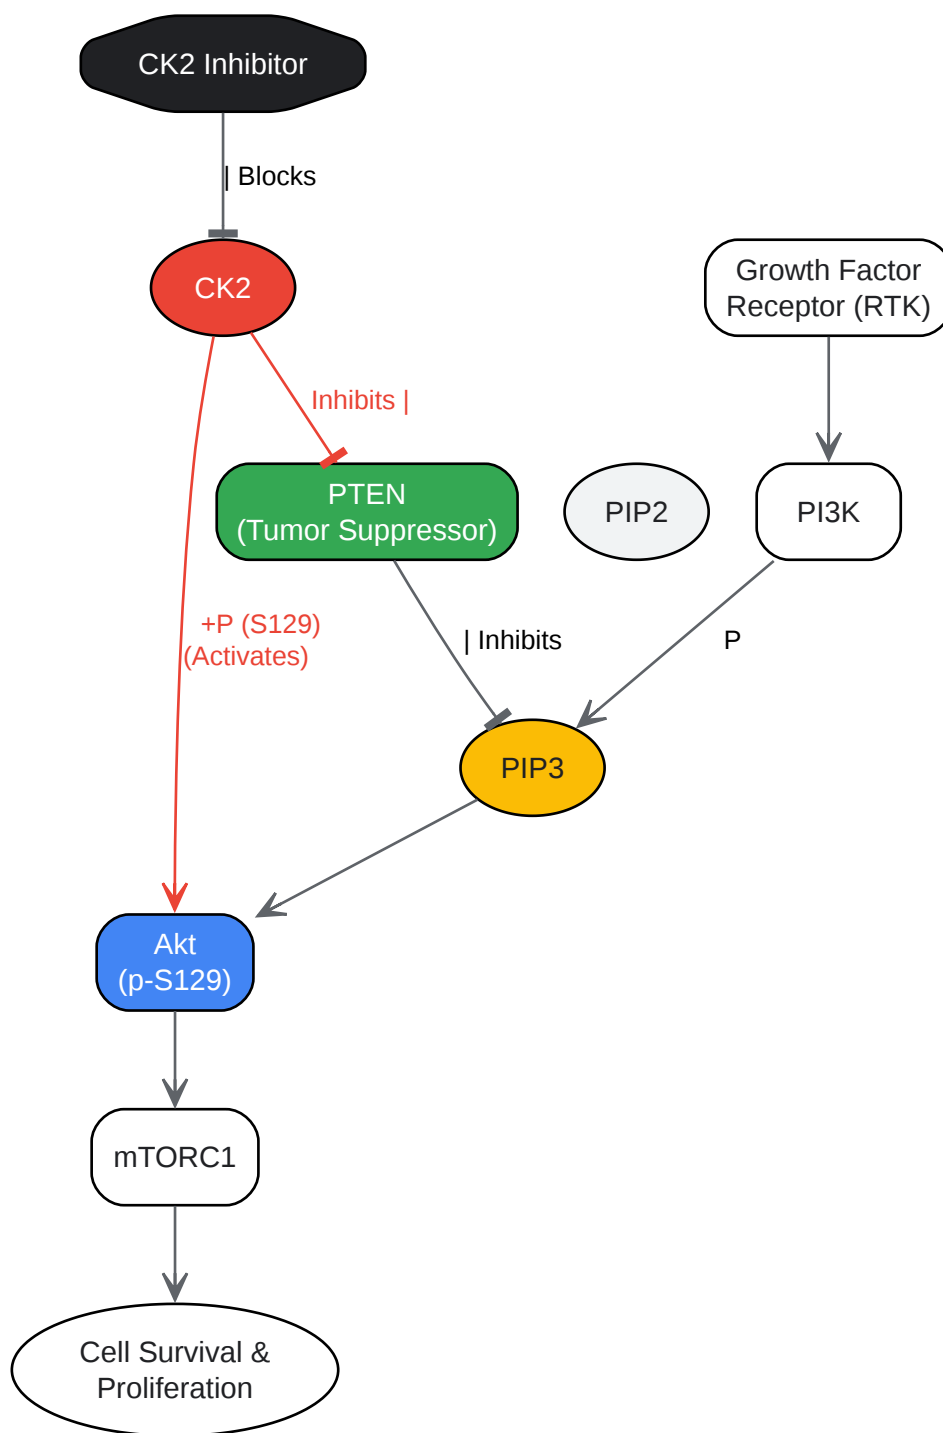 CK2 Inhibitor
| Blocks
CK2
Growth Factor
Receptor (RTK)
Inhibits |
PTEN
(Tumor Suppressor)
PIP2
PI3K
+P (S129)
(Activates)
| Inhibits
P
PIP3
Akt
(p-S129)
mTORC1
Cell Survival &
Proliferation